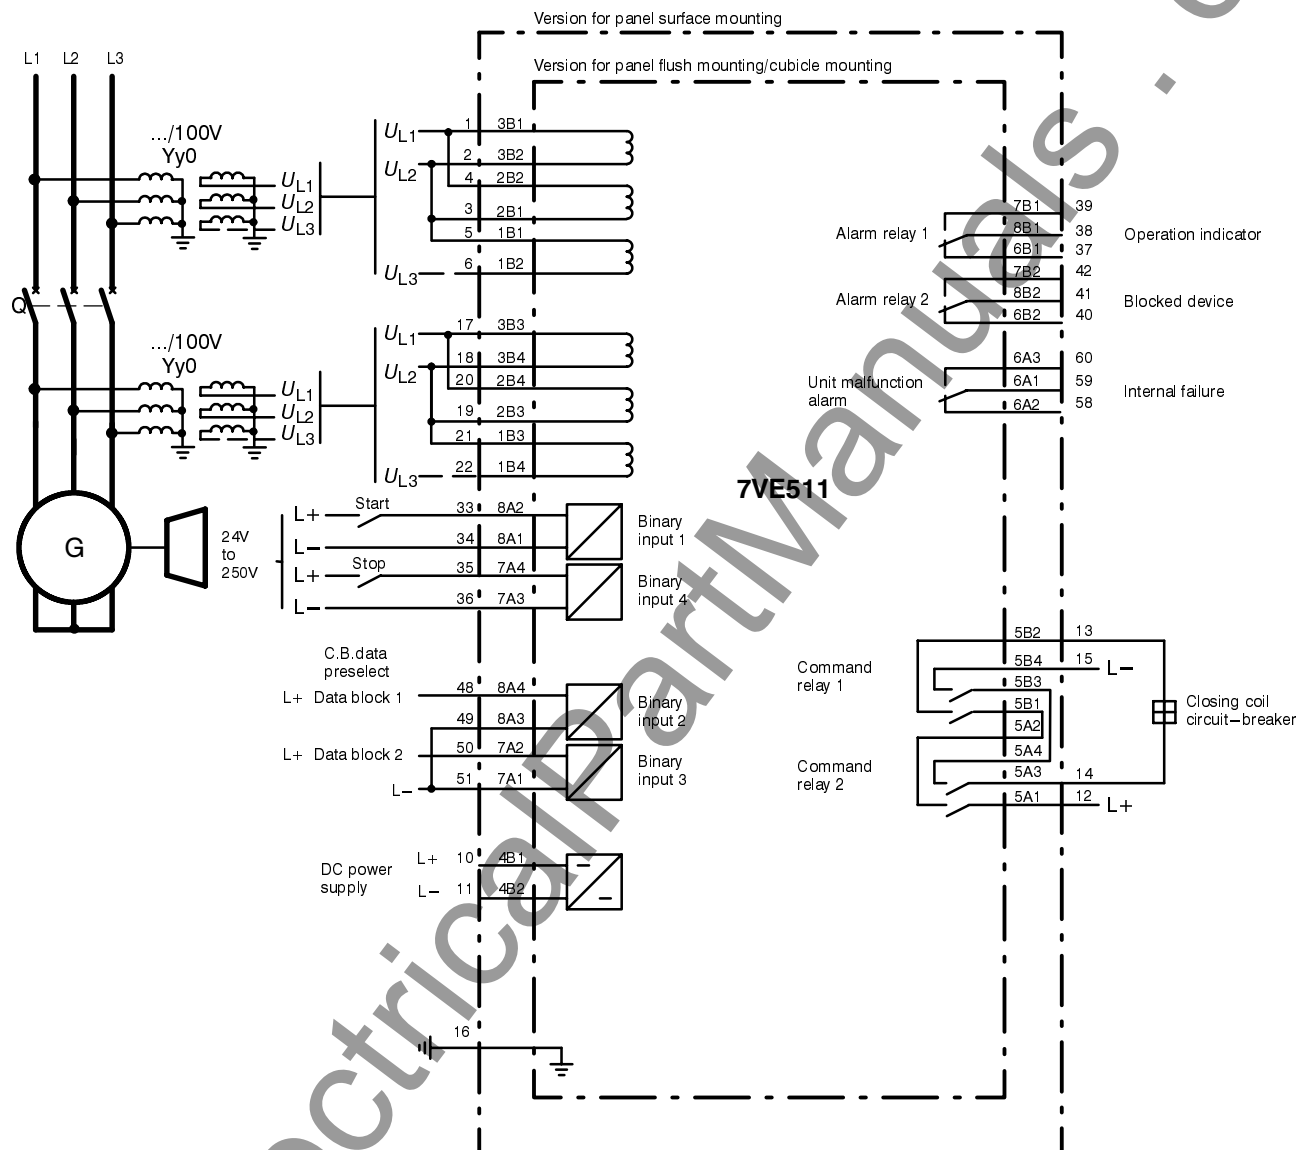 Version for panel surface mounting
Version for panel flush mounting/cubicle mounting
L1 L2 L3
.../100V
Yy0
UL1
UL2
UL3
UL1
UL2
UL3
1 3B1
2 3B2
4 2B2
3 2B1
5 1B1
6 1B2
Q
.../100V
Yy0
UL1
UL2
UL3
UL1
UL2
UL3
17 3B3
18 3B4
20 2B4
19 2B3
21 1B3
22 1B4
Alarm relay 1
7B1 39
8B1 38
6B1 37
Operation indicator
Alarm relay 2
7B2 42
8B2 41
6B2 40
Blocked device
Unit malfunction
alarm
6A3 60
6A1 59
6A2 58
Internal failure
7VE511
G
24V
to
250V
L+ Start 33 8A2
L− 34 8A1
Binary
input 1
L+ Stop 35 7A4
L− 36 7A3
Binary
input 4
C.B.data
preselect
L+ Data block 1 48 8A4
49 8A3
Binary
input 2
L+ Data block 2 50 7A2
L− 51 7A1
Binary
input 3
DC power
supply
L+ 10 4B1
L− 11 4B2
16
Command
relay 1
5B2 13
5B4 15 L−
5B3
5B1
5A2
5A4
5A3 14
5A1 12 L+
Command
relay 2
Closing coil
circuit−breaker
ectricalPartManuals .